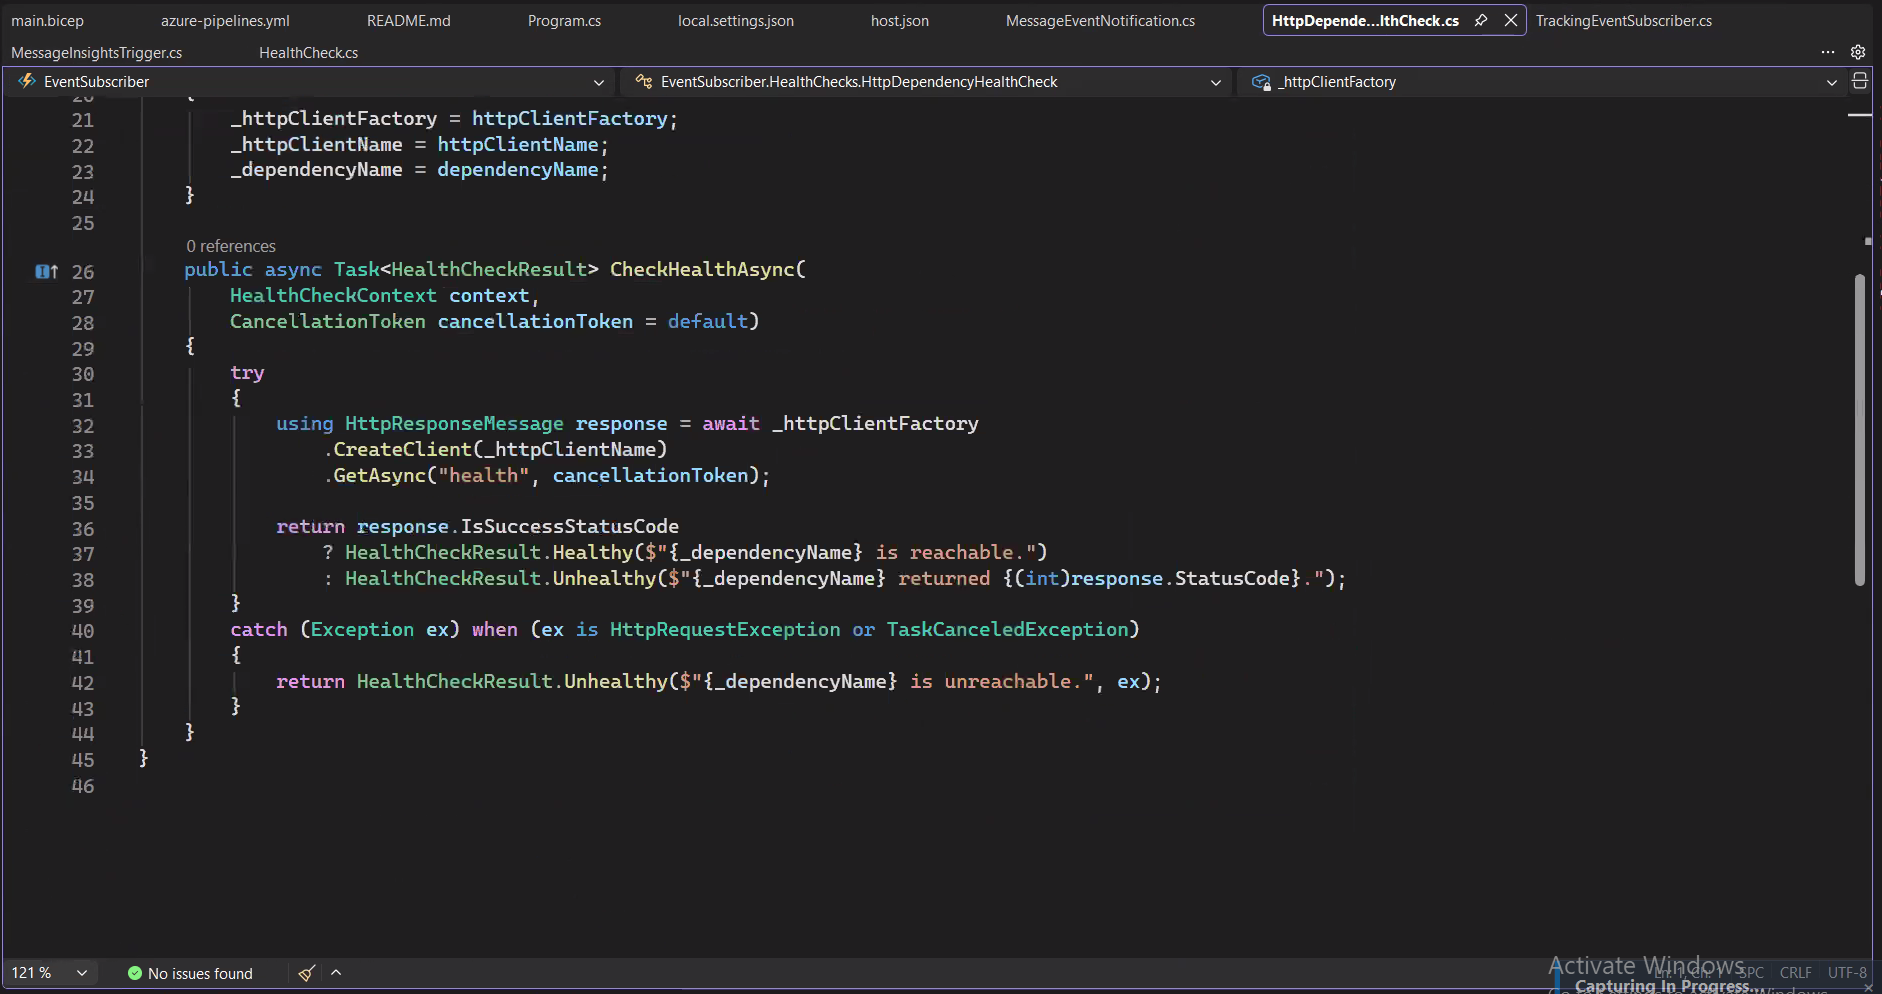 main.bicep azure-pipelines.yml README.md Program.cs local.settings.json host.json MessageEventNotification.cs HttpDepende...lthCheck.cs TrackingEventSubscriber.cs
MessageInsightsTrigger.cs HealthCheck.cs
EventSubscriber EventSubscriber.HealthChecks.HttpDependencyHealthCheck _httpClientFactory
20 {
21 _httpClientFactory = httpClientFactory;
22 _httpClientName = httpClientName;
23 _dependencyName = dependencyName;
24 }
25
0 references
26 public async Task<HealthCheckResult> CheckHealthAsync(
27 HealthCheckContext context,
28 CancellationToken cancellationToken = default)
29 {
30 try
31 {
32 using HttpResponseMessage response = await _httpClientFactory
33 .CreateClient(_httpClientName)
34 .GetAsync("health", cancellationToken);
35
36 return response.IsSuccessStatusCode
37 ? HealthCheckResult.Healthy($"{_dependencyName} is reachable.")
38 : HealthCheckResult.Unhealthy($"{_dependencyName} returned {(int)response.StatusCode}.");
39 }
40 catch (Exception ex) when (ex is HttpRequestException or TaskCanceledException)
41 {
42 return HealthCheckResult.Unhealthy($"{_dependencyName} is unreachable.", ex);
43 }
44 }
45 }
46
121 % No issues found SPC CRLF UTF-8
Activate Windows
Capturing In Progress...